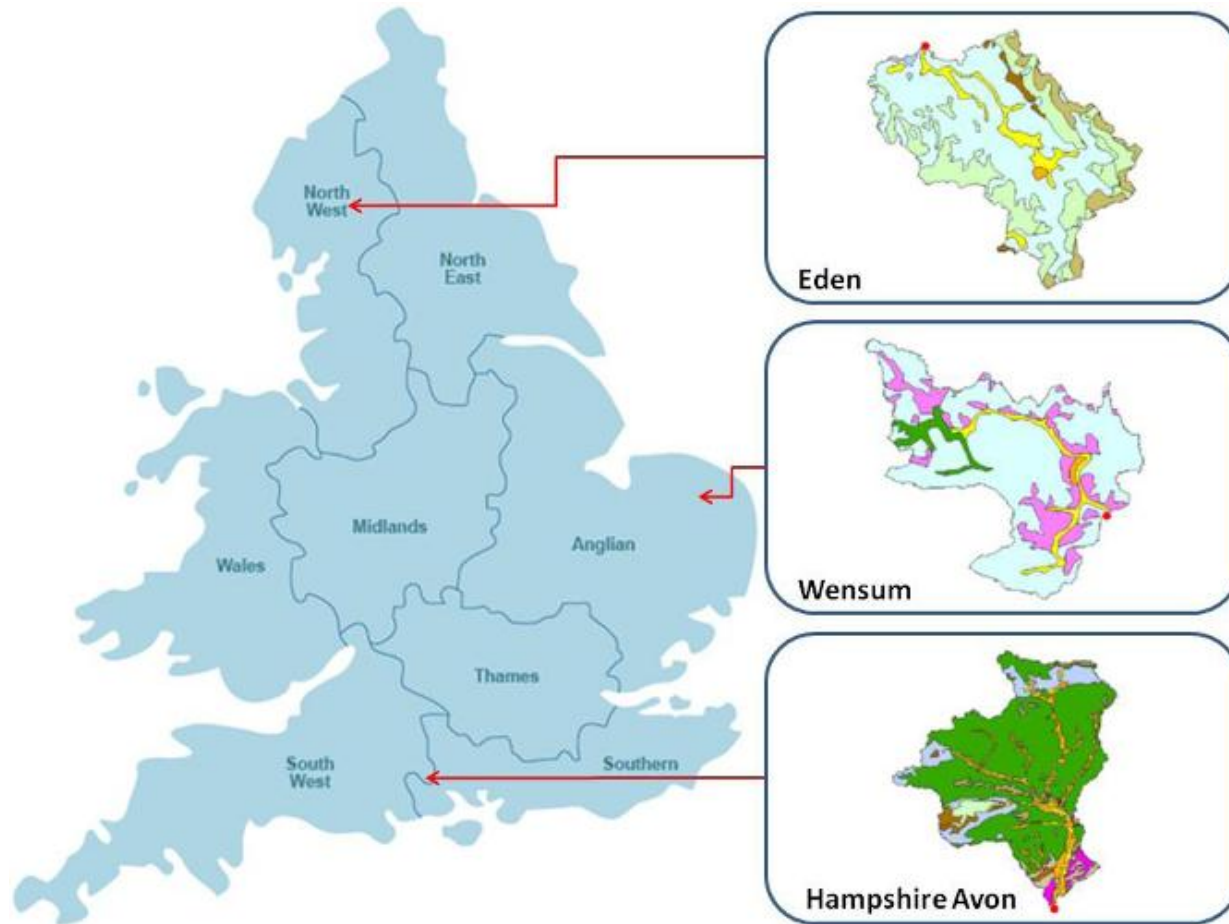 North
West
North
East
Midlands
Wales
Anglian
Thames
South
West
Southern
Eden
Wensum
Hampshire Avon